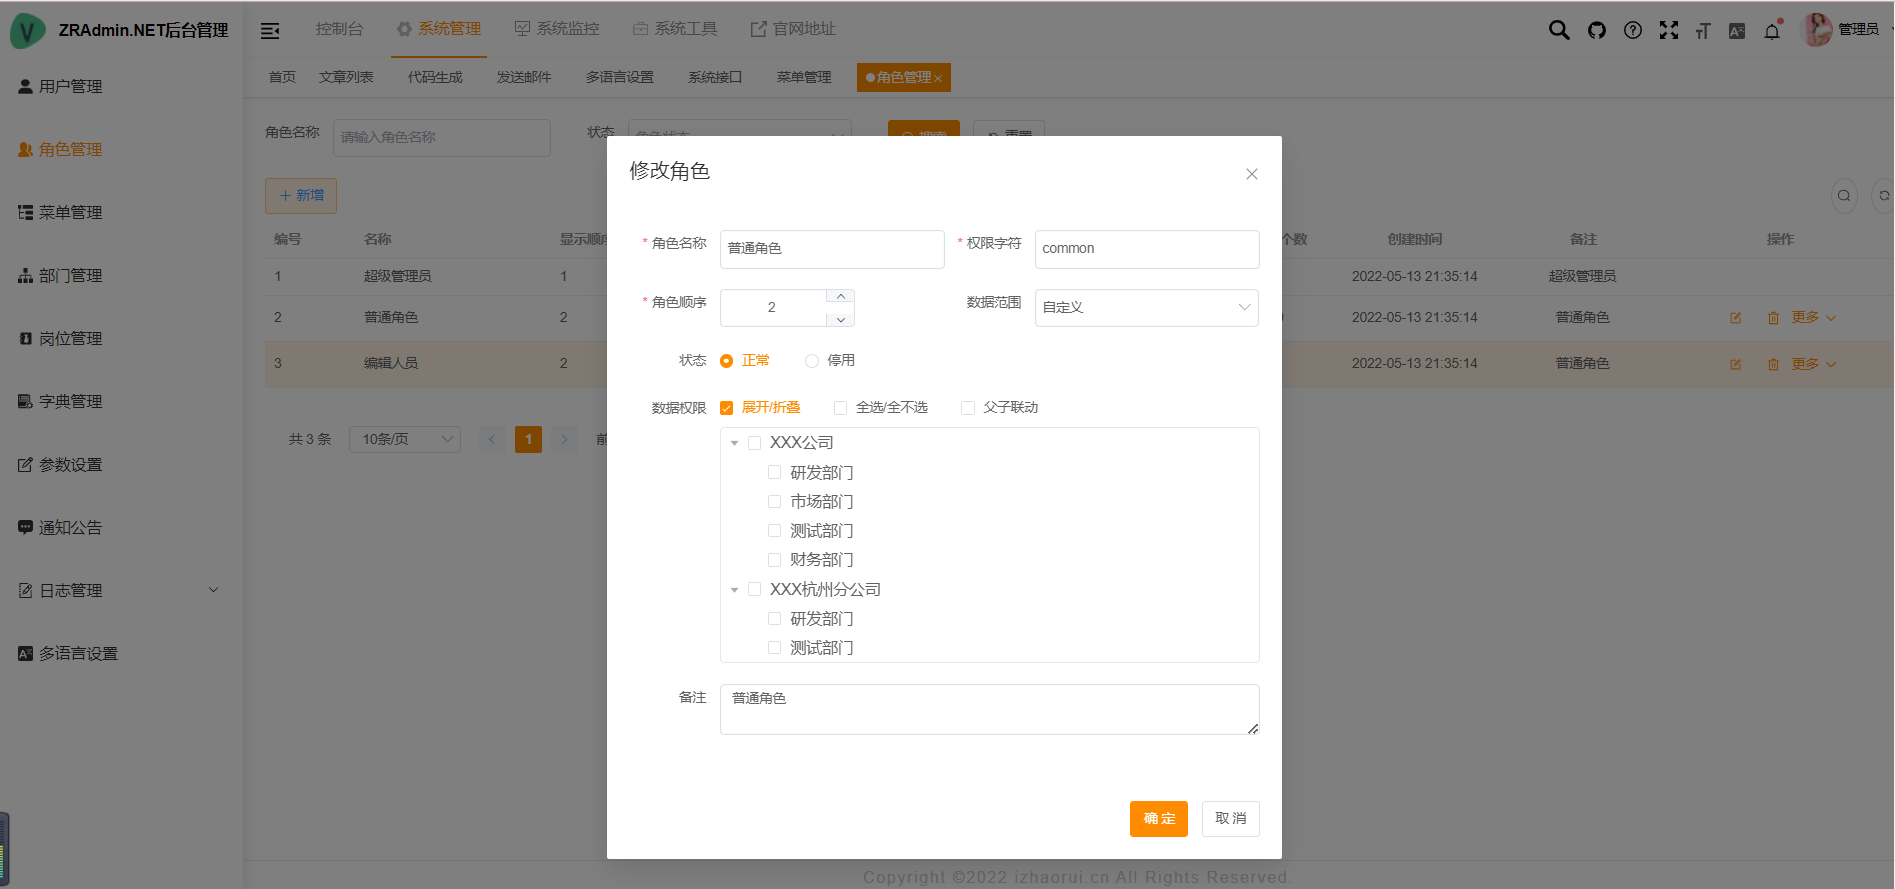 ZRAdmin.NET后台管理
控制台 系统管理 系统监控 系统工具 官网地址
管理员
首页 文章列表 代码生成 发送邮件 多语言设置 系统接口 菜单管理 角色管理
用户管理
角色管理
菜单管理
部门管理
岗位管理
字典管理
参数设置
通知公告
日志管理
多语言设置
角色名称 请输入角色名称 状态 角色状态 搜索 重置
+ 新增
编号 名称 显示顺序 个数 创建时间 备注 操作
1 超级管理员 1 2022-05-13 21:35:14 超级管理员
2 普通角色 2 2022-05-13 21:35:14 普通角色 更多
3 编辑人员 2 2022-05-13 21:35:14 普通角色 更多
共 3 条 10条/页 1 前
修改角色
* 角色名称 普通角色 * 权限字符 common
* 角色顺序 2 数据范围 自定义
状态 正常 停用
数据权限 展开/折叠 全选/全不选 父子联动
XXX公司
研发部门
市场部门
测试部门
财务部门
XXX杭州分公司
研发部门
测试部门
备注 普通角色
确 定 取 消
Copyright ©2022 izhaorui.cn All Rights Reserved.